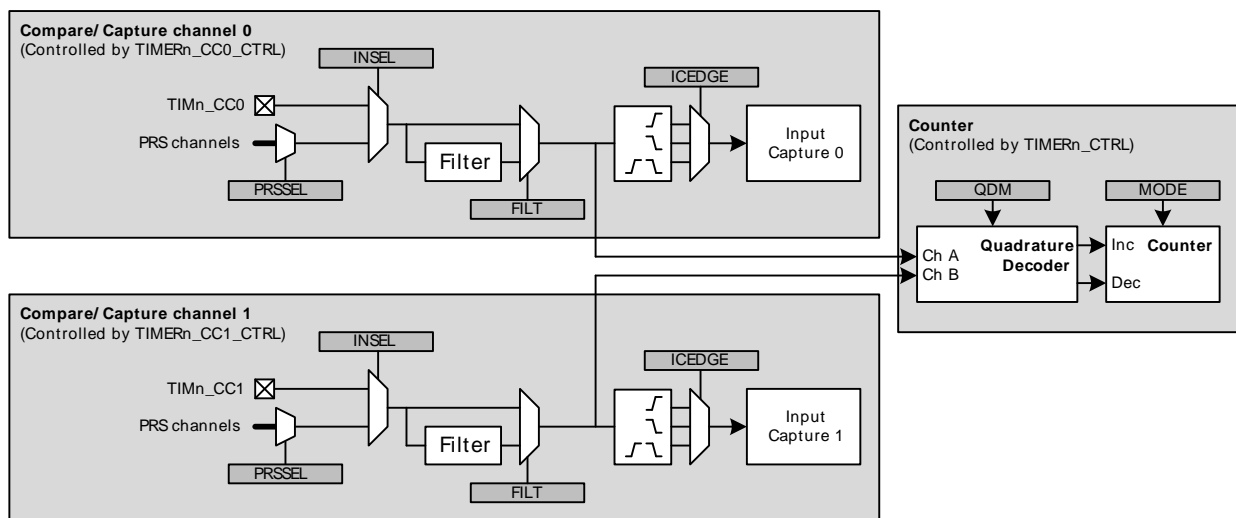 Compare/ Capture channel 0
(Controlled by TIMERn_CC0_CTRL)
INSEL
ICEDGE
TIMn_CC0
PRS channels
Filter
Input
Capture 0
PRSSEL
FILT
Counter
(Controlled by TIMERn_CTRL)
QDM
MODE
Ch A
Ch B
Quadrature
Decoder
Inc
Counter
Dec
Compare/ Capture channel 1
(Controlled by TIMERn_CC1_CTRL)
INSEL
ICEDGE
TIMn_CC1
PRS channels
Filter
Input
Capture 1
PRSSEL
FILT